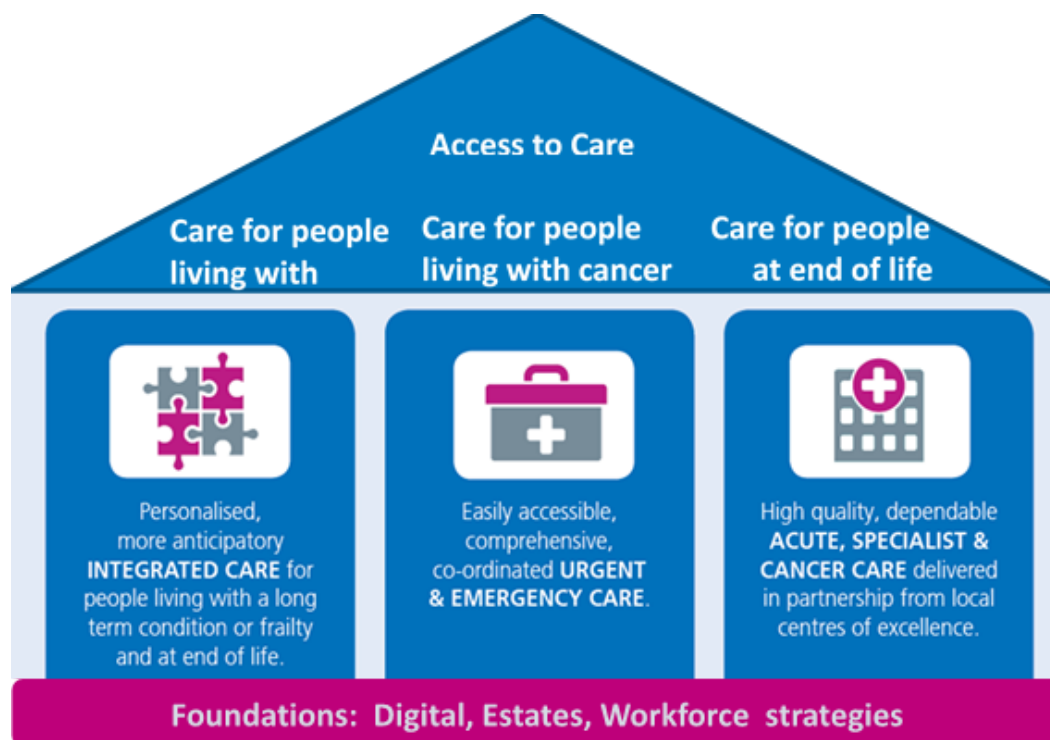 Access to Care
Care for people
living with
Care for people
living with cancer
Care for people
at end of life
Personalised,
more anticipatory
INTEGRATED CARE for
people living with a long
term condition or frailty
and at end of life.
Easily accessible,
comprehensive,
co-ordinated URGENT
& EMERGENCY CARE.
High quality, dependable
ACUTE, SPECIALIST &
CANCER CARE delivered
in partnership from local
centres of excellence.
Foundations: Digital, Estates, Workforce strategies